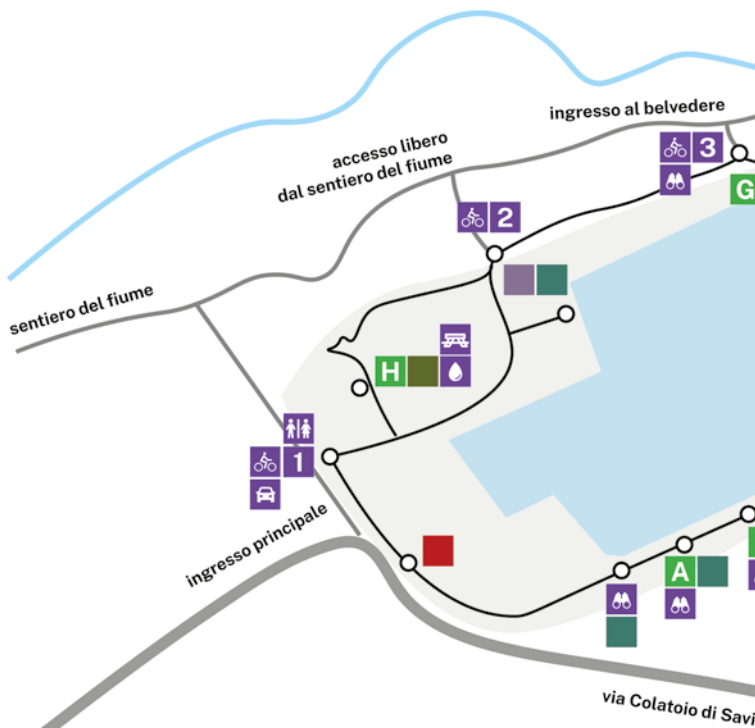 ingresso al belvedere
accesso libero
dal sentiero del fiume
3
G
2
sentiero del fiume
H
1
ingresso principale
A
via Colatoio di Savi